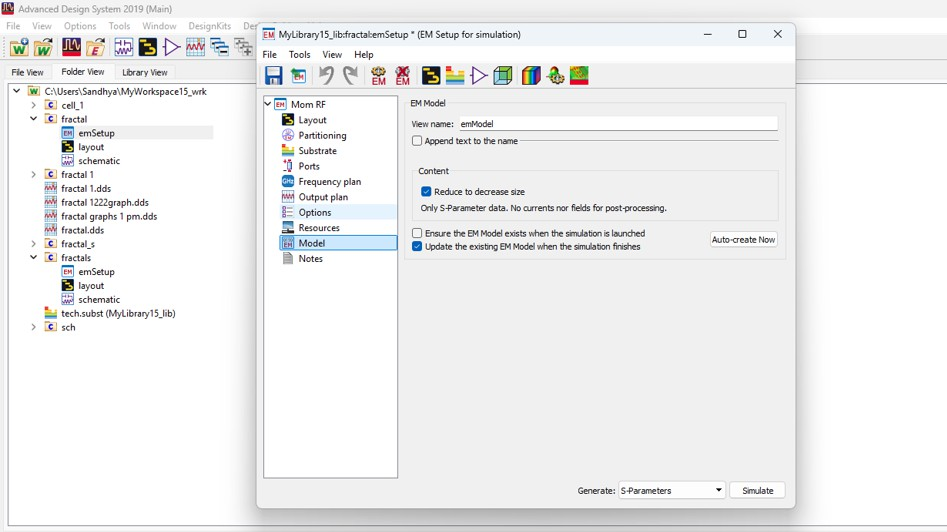 Advanced Design System 2019 (Main)
File View Options Tools Window DesignKits Des
File View Folder View Library View
C:\Users\Sandhya\MyWorkspace15_wrk
cell_1
fractal
emSetup
layout
schematic
fractal 1
fractal 1.dds
fractal 1222graph.dds
fractal graphs 1 pm.dds
fractal.dds
fractal_s
fractals
emSetup
layout
schematic
tech.subst (MyLibrary15_lib)
sch
MyLibrary15_lib:fractal:emSetup * (EM Setup for simulation)
File Tools View Help
EM EM
Mom RF
Layout
Partitioning
Substrate
Ports
Frequency plan
Output plan
Options
Resources
Model
Notes
EM Model
View name: emModel
Append text to the name
Content
Reduce to decrease size
Only S-Parameter data. No currents nor fields for post-processing.
Ensure the EM Model exists when the simulation is launched
Update the existing EM Model when the simulation finishes
Auto-create Now
Generate: S-Parameters Simulate